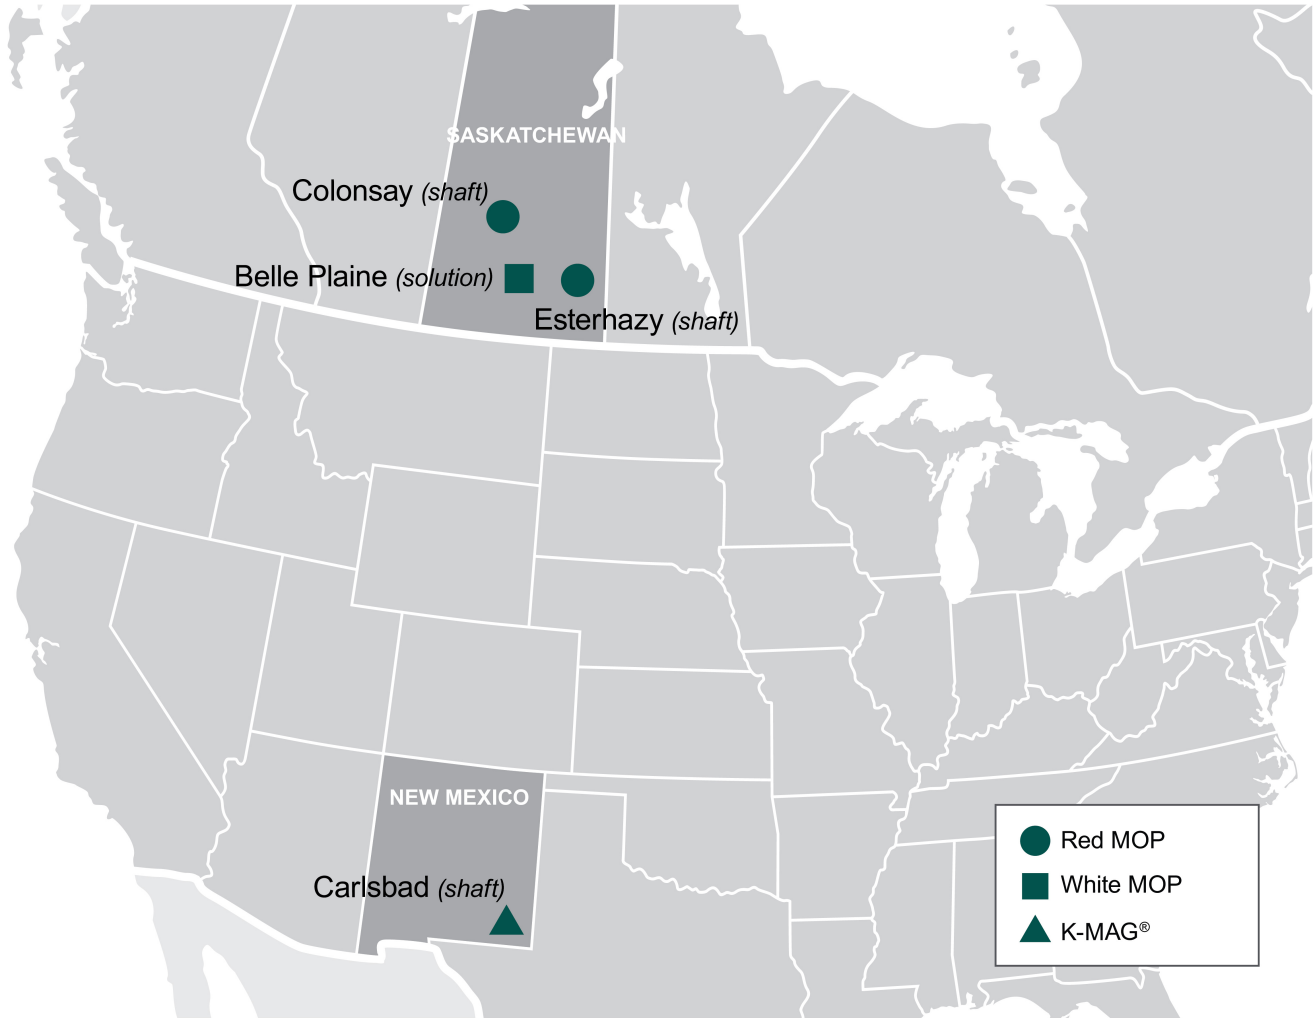 SASKATCHEWAN
Colonsay (shaft)
Belle Plaine (solution)
Esterhazy (shaft)
NEW MEXICO
Carlsbad (shaft)
Red MOP
White MOP
K-MAG®